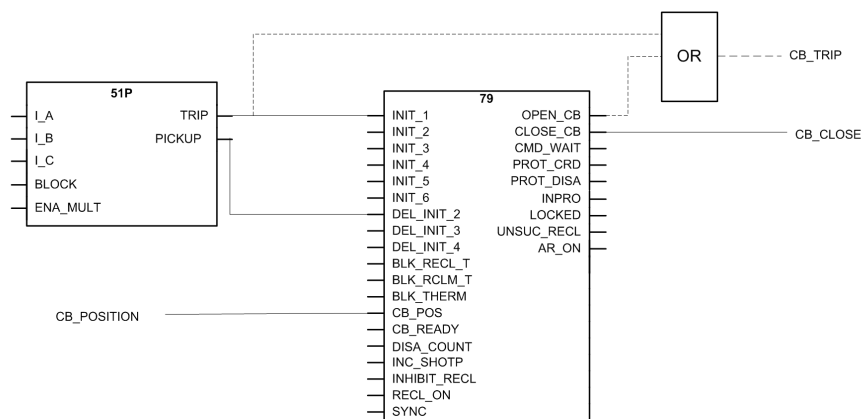 OR
CB_TRIP
51P
I_A
I_B
I_C
BLOCK
ENA_MULT
TRIP
PICKUP
79
INIT_1
INIT_2
INIT_3
INIT_4
INIT_5
INIT_6
DEL_INIT_2
DEL_INIT_3
DEL_INIT_4
BLK_RECL_T
BLK_RCLM_T
BLK_THERM
CB_POS
CB_READY
DISA_COUNT
INC_SHOTP
INHIBIT_RECL
RECL_ON
SYNC
OPEN_CB
CLOSE_CB
CMD_WAIT
PROT_CRD
PROT_DISA
INPRO
LOCKED
UNSUC_RECL
AR_ON
CB_CLOSE
CB_POSITION